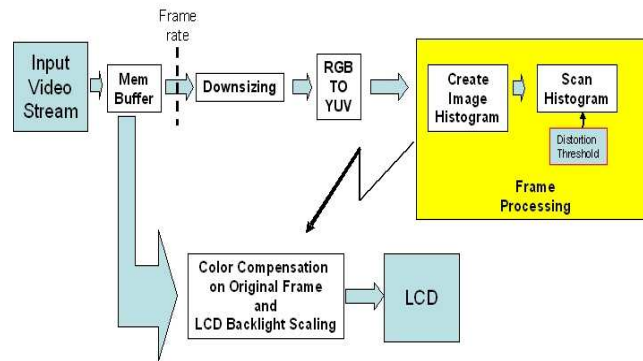 Frame
rate
Input
Video
Stream
Mem
Buffer
Downsizing
RGB
TO
YUV
Create
Image
Histogram
Scan
Histogram
Distortion
Threshold
Frame
Processing
Color Compensation
on Original Frame
and
LCD Backlight Scaling
LCD